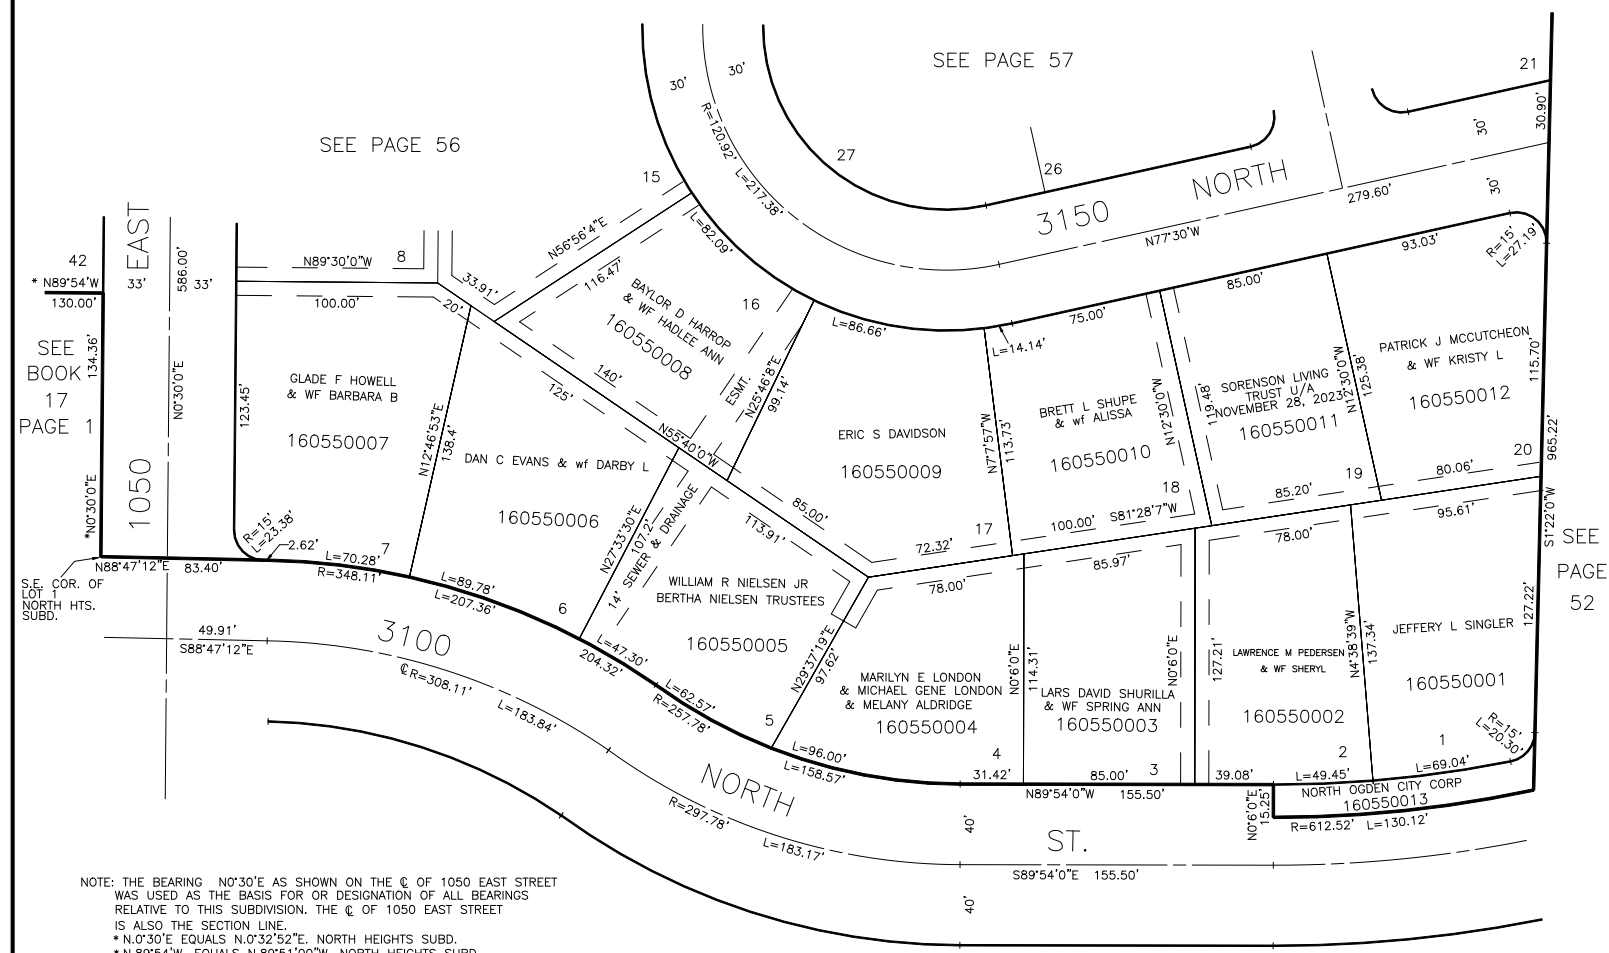 SEE PAGE 57
SEE PAGE 56
21
30.90'
30'
30'
30'
30'
27
26
15
R=120.92'
L=217.38'
3150
NORTH
279.60'
N77°30'W
42
* N89°54'W
130.00'
33'
33'
586.00'
1050
EAST
N0°30'0"E
134.36'
*N0°30'0"E
SEE
BOOK
17
PAGE 1
N89°30'0"W
8
100.00'
20'
33.91'
N56°56'4"E
116.47'
L=82.09'
16
BAYLOR D HARROP
& WF HADLEE ANN
160550008
140'
125'
ESMT.
N25°46'8"E
99.14'
N55°40'0"W
GLADE F HOWELL
& WF BARBARA B
160550007
123.45'
R=15'
L=23.38'
2.62'
7
L=70.28'
R=348.11'
N12°46'53"E
138.4'
DAN C EVANS & wf DARBY L
160550006
L=89.78'
L=207.36'
6
N27°33'30"E
107.2'
14' SEWER & DRAINAGE
113.91'
WILLIAM R NIELSEN JR
BERTHA NIELSEN TRUSTEES
160550005
L=47.30'
204.32'
L=62.57'
R=257.78'
5
N29°37'19"E
97.62'
L=86.66'
ERIC S DAVIDSON
160550009
85.00'
72.32'
17
L=14.14'
75.00'
N7°7'57"W
113.73'
BRETT L SHUPE
& wf ALISSA
160550010
18
100.00'
S81°28'7"W
N12°30'0"W
119.48'
85.00'
SORENSON LIVING
TRUST U/A
NOVEMBER 28, 2023
160550011
19
85.20'
N12°30'0"W
125.38'
93.03'
R=15'
L=27.19'
PATRICK J MCCUTCHEON
& WF KRISTY L
160550012
115.70'
20
80.06'
965.22'
S1°22'0"W
SEE
PAGE
52
78.00'
MARILYN E LONDON
& MICHAEL GENE LONDON
& MELANY ALDRIDGE
160550004
4
L=96.00'
L=158.57'
31.42'
N0°6'0"E
114.31'
85.97'
LARS DAVID SHURILLA
& WF SPRING ANN
160550003
3
85.00'
N89°54'0"W
155.50'
N0°6'0"E
127.21'
78.00'
LAWRENCE M PEDERSEN
& WF SHERYL
160550002
2
39.08'
L=49.45'
N4°38'39"W
137.34'
95.61'
JEFFERY L SINGLER
160550001
127.22'
1
R=15'
L=20.30'
L=69.04'
NORTH OGDEN CITY CORP
160550013
N0°6'0"E
15.25'
R=612.52'
L=130.12'
N88°47'12"E
83.40'
S.E. COR. OF
LOT 1
NORTH HTS.
SUBD.
49.91'
S88°47'12"E
3100
NORTH
ST.
℄ R=308.11'
L=183.84'
R=297.78'
L=183.17'
40'
40'
S89°54'0"E
155.50'
NOTE: THE BEARING N0°30'E AS SHOWN ON THE ℄ OF 1050 EAST STREET
WAS USED AS THE BASIS FOR OR DESIGNATION OF ALL BEARINGS
RELATIVE TO THIS SUBDIVISION. THE ℄ OF 1050 EAST STREET
IS ALSO THE SECTION LINE.
* N.0°30'E EQUALS N.0°32'52"E. NORTH HEIGHTS SUBD.
* N.89°54'W. EQUALS N.89°51'00"W. NORTH HEIGHTS SUBD.